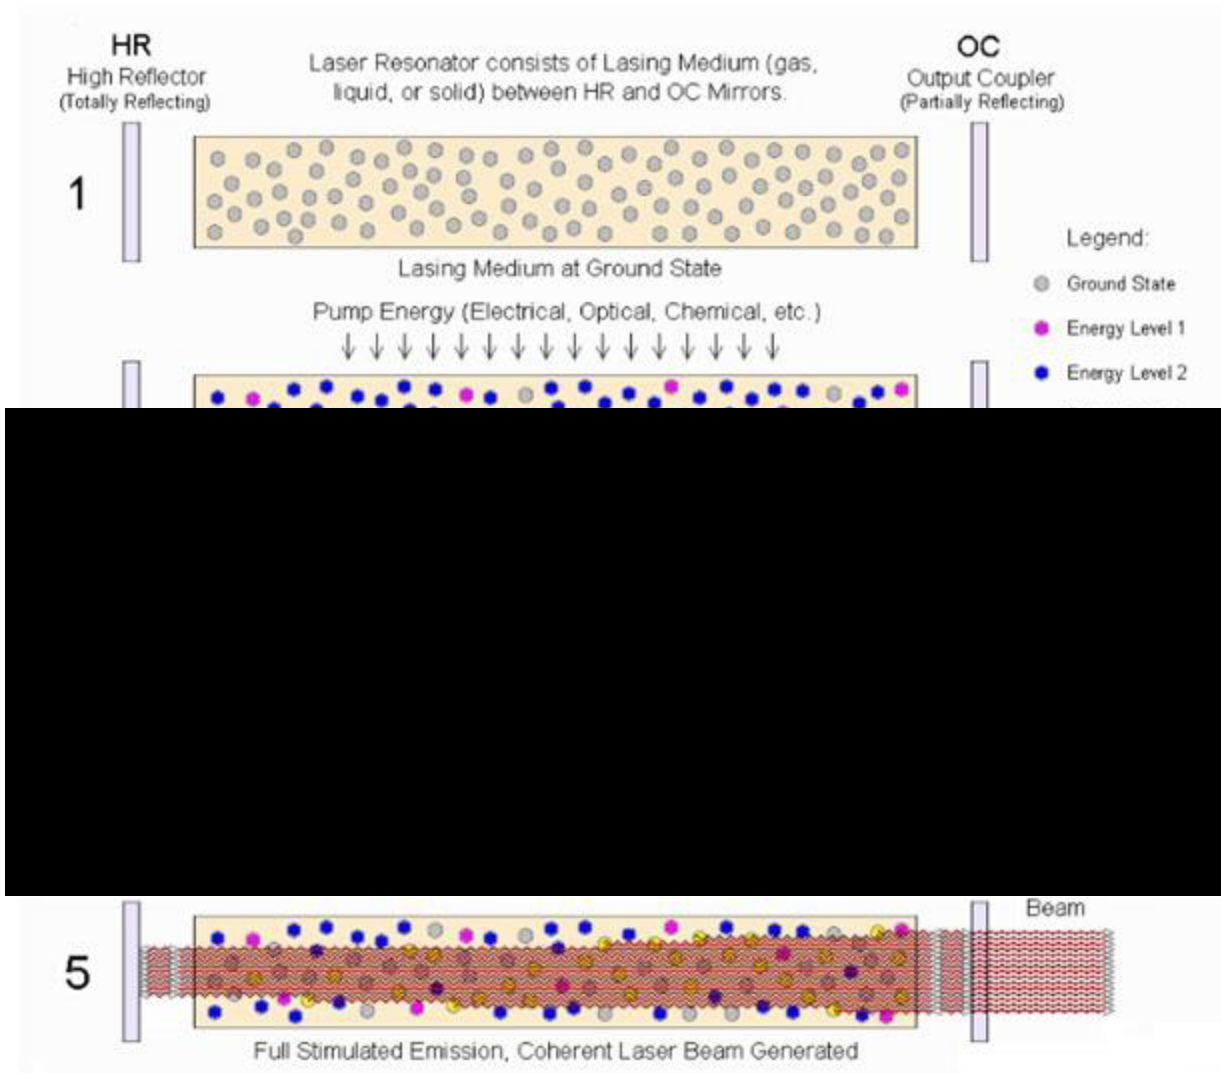 HR
High Reflector
(Totally Reflecting)
Laser Resonator consists of Lasing Medium (gas,
liquid, or solid) between HR and OC Mirrors.
OC
Output Coupler
(Partially Reflecting)
1
Lasing Medium at Ground State
Pump Energy (Electrical, Optical, Chemical, etc.)
Legend:
Ground State
Energy Level 1
Energy Level 2
Beam
5
Full Stimulated Emission, Coherent Laser Beam Generated